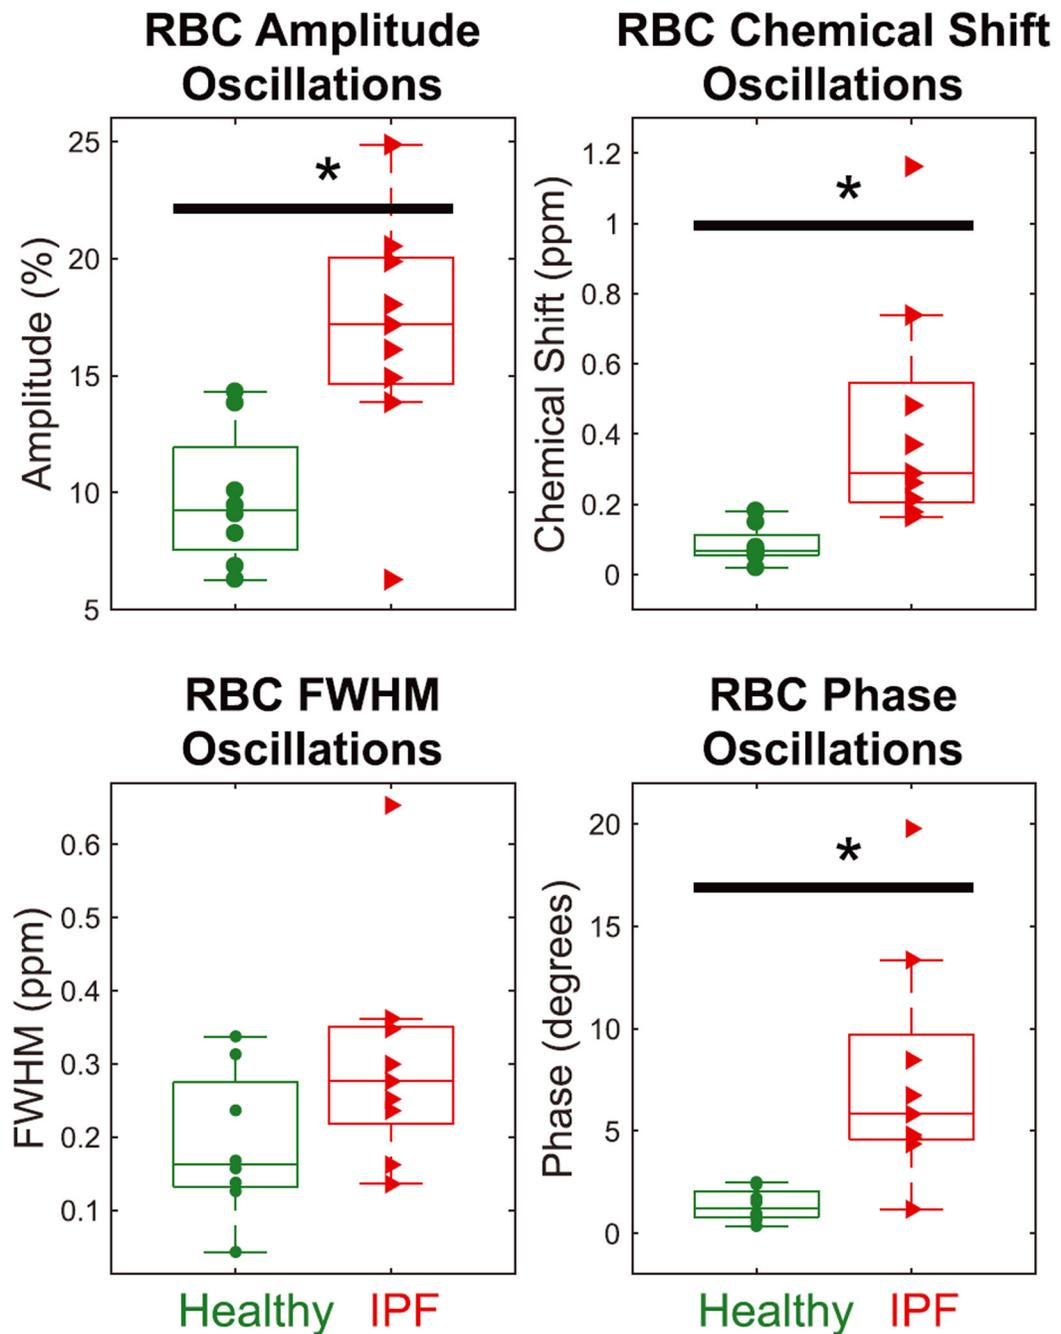 RBC Amplitude
Oscillations
Amplitude (%)
25
20
15
10
5
*
RBC Chemical Shift
Oscillations
Chemical Shift (ppm)
1.2
1
0.8
0.6
0.4
0.2
0
*
RBC FWHM
Oscillations
FWHM (ppm)
0.6
0.5
0.4
0.3
0.2
0.1
Healthy IPF
RBC Phase
Oscillations
Phase (degrees)
20
15
10
5
0
*
Healthy IPF